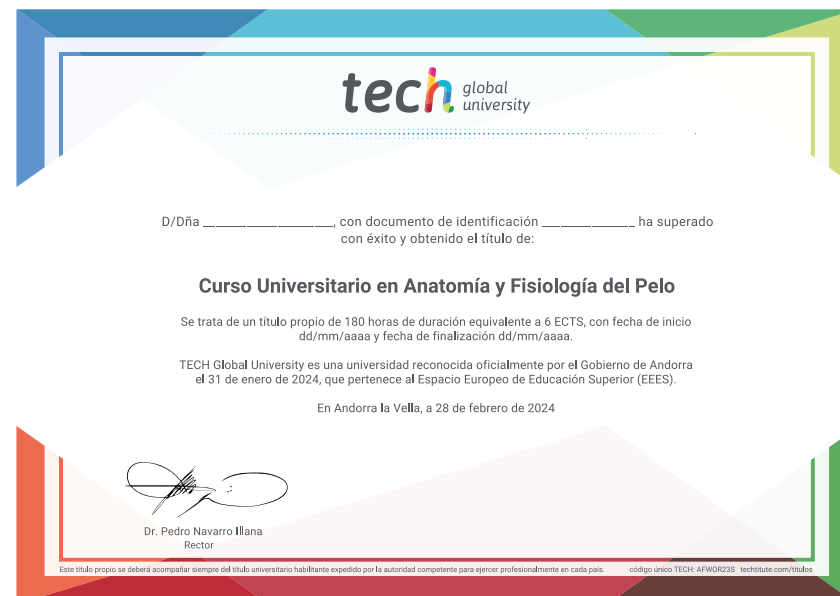 tech global university
D/Dña ____________________, con documento de identificación ______________ ha superado
con éxito y obtenido el título de:
Curso Universitario en Anatomía y Fisiología del Pelo
Se trata de un título propio de 180 horas de duración equivalente a 6 ECTS, con fecha de inicio
dd/mm/aaaa y fecha de finalización dd/mm/aaaa.
TECH Global University es una universidad reconocida oficialmente por el Gobierno de Andorra
el 31 de enero de 2024, que pertenece al Espacio Europeo de Educación Superior (EEES).
En Andorra la Vella, a 28 de febrero de 2024
Dr. Pedro Navarro Illana
Rector
Este título propio se deberá acompañar siempre del título universitario habilitante expedido por la autoridad competente para ejercer profesionalmente en cada país. código único TECH: AFWOR23S techtitute.com/titulos